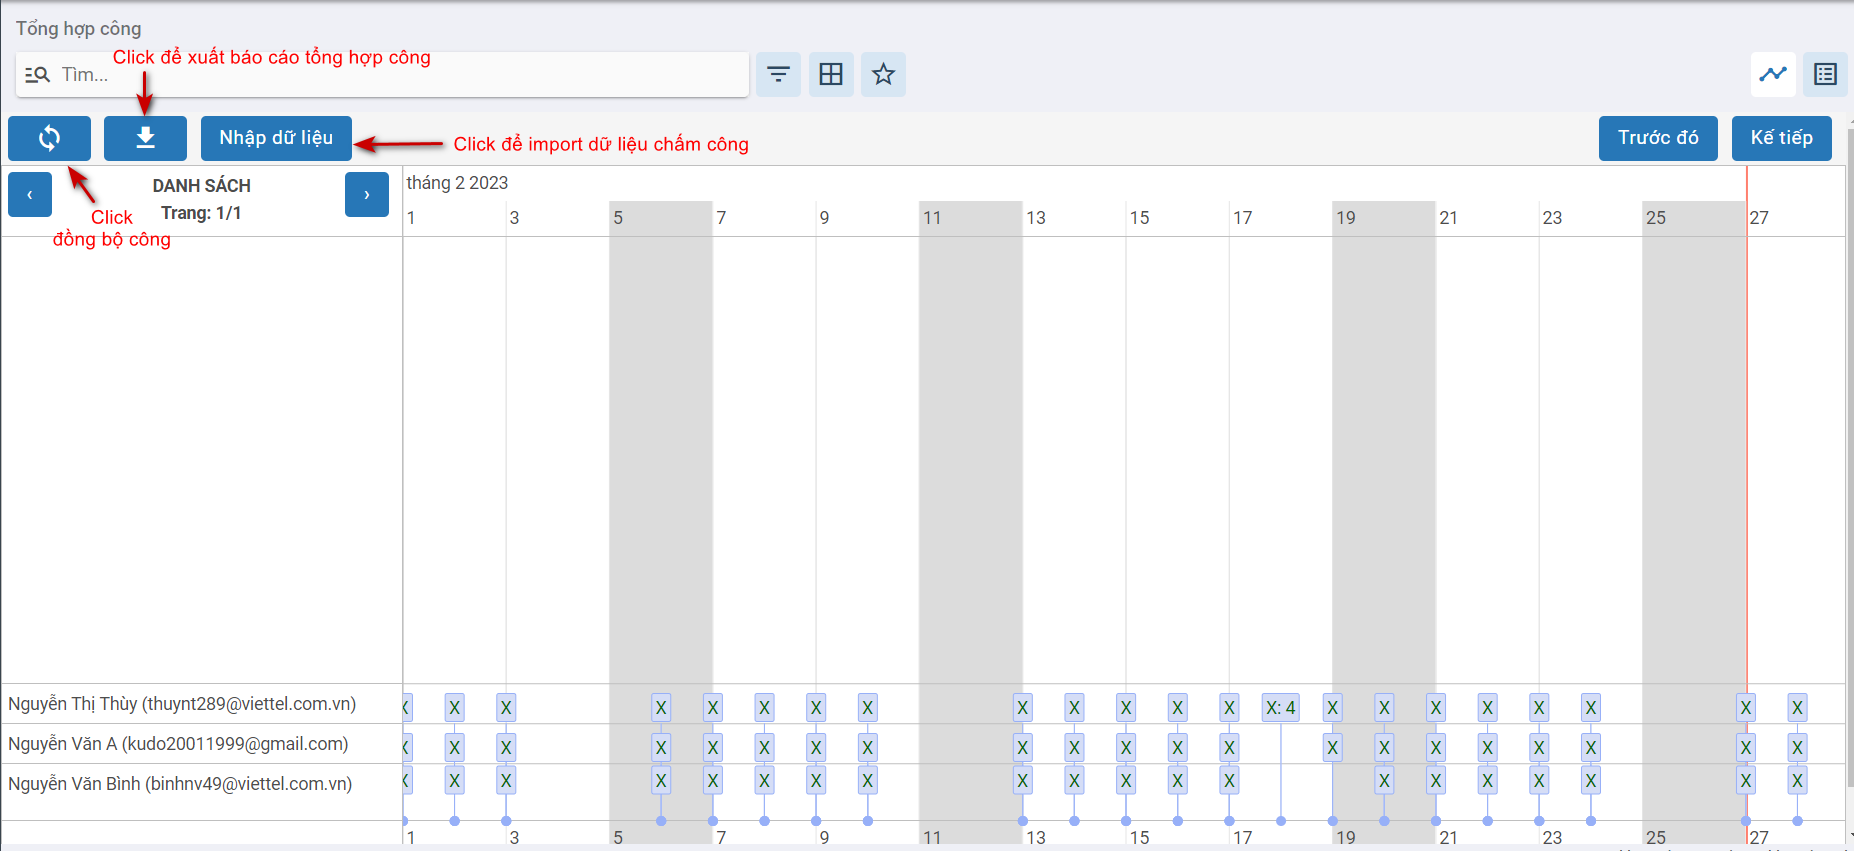 Tổng hợp công
Click để xuất báo cáo tổng hợp công
Tìm...
Nhập dữ liệu
Click để import dữ liệu chấm công
Trước đó
Kế tiếp
DANH SÁCH
Trang: 1/1
Click
đồng bộ công
tháng 2 2023
1 3 5 7 9 11 13 15 17 19 21 23 25 27
Nguyễn Thị Thùy (thuynt289@viettel.com.vn) X X X X X X X X X X X X X X X: 4 X X X X X X X X
Nguyễn Văn A (kudo20011999@gmail.com) X X X X X X X X X X X X X X X X X X X X X
Nguyễn Văn Bình (binhnv49@viettel.com.vn) X X X X X X X X X X X X X X X X X X X X
1 3 5 7 9 11 13 15 17 19 21 23 25 27